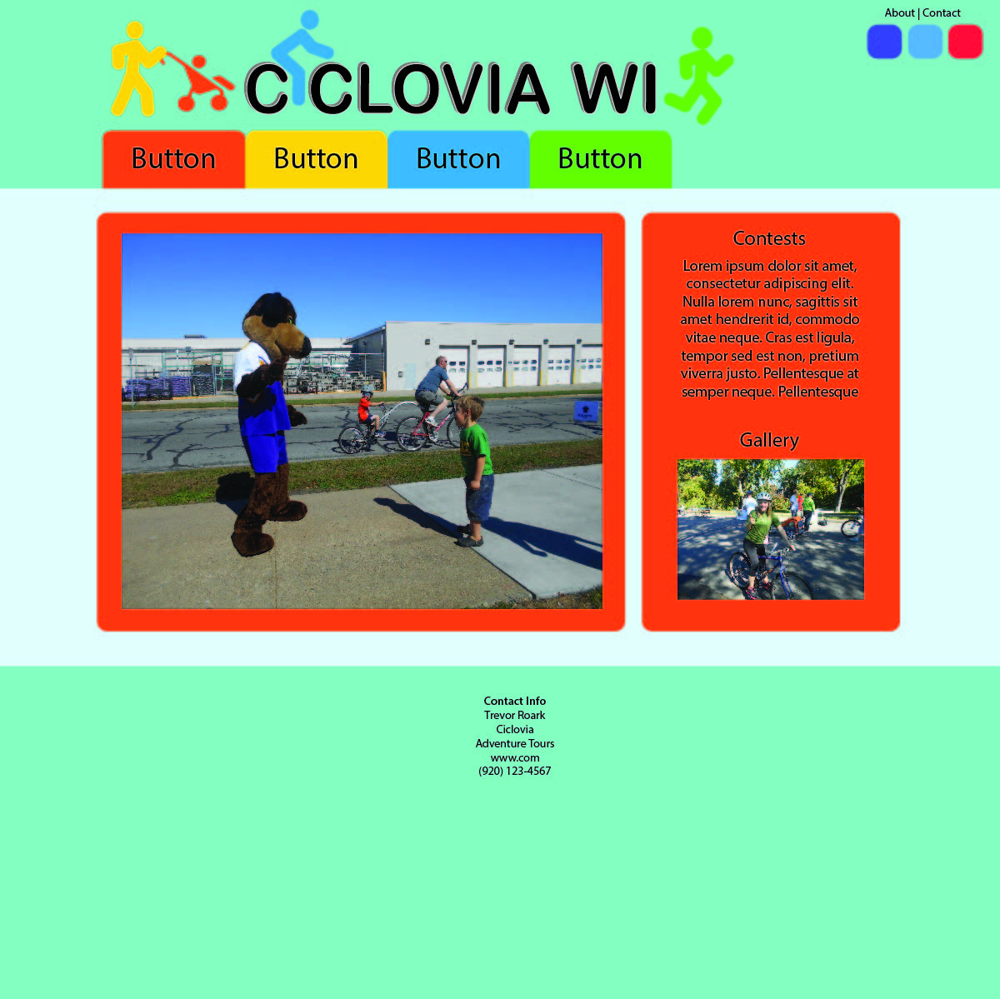 About | Contact
CICLOVIA WI
Button Button Button Button
Contests
Lorem ipsum dolor sit amet,
consectetur adipiscing elit.
Nulla lorem nunc, sagittis sit
amet hendrerit id, commodo
vitae neque. Cras est ligula,
tempor sed est non, pretium
viverra justo. Pellentesque at
semper neque. Pellentesque
Gallery
Contact Info
Trevor Roark
Ciclovia
Adventure Tours
www.com
(920) 123-4567